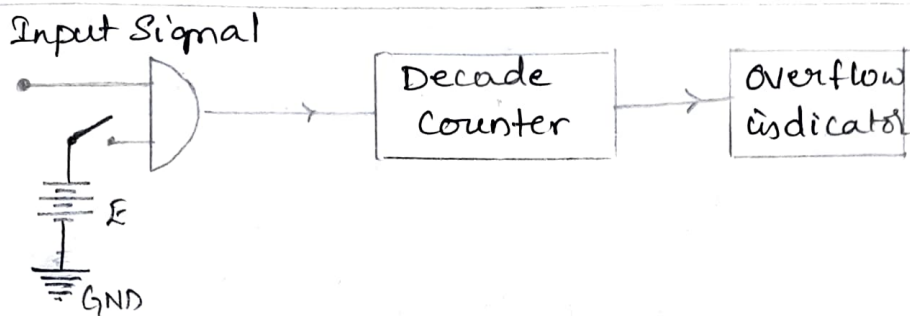 Input Signal
Decade
Counter
Overflow
indicator
E
GND